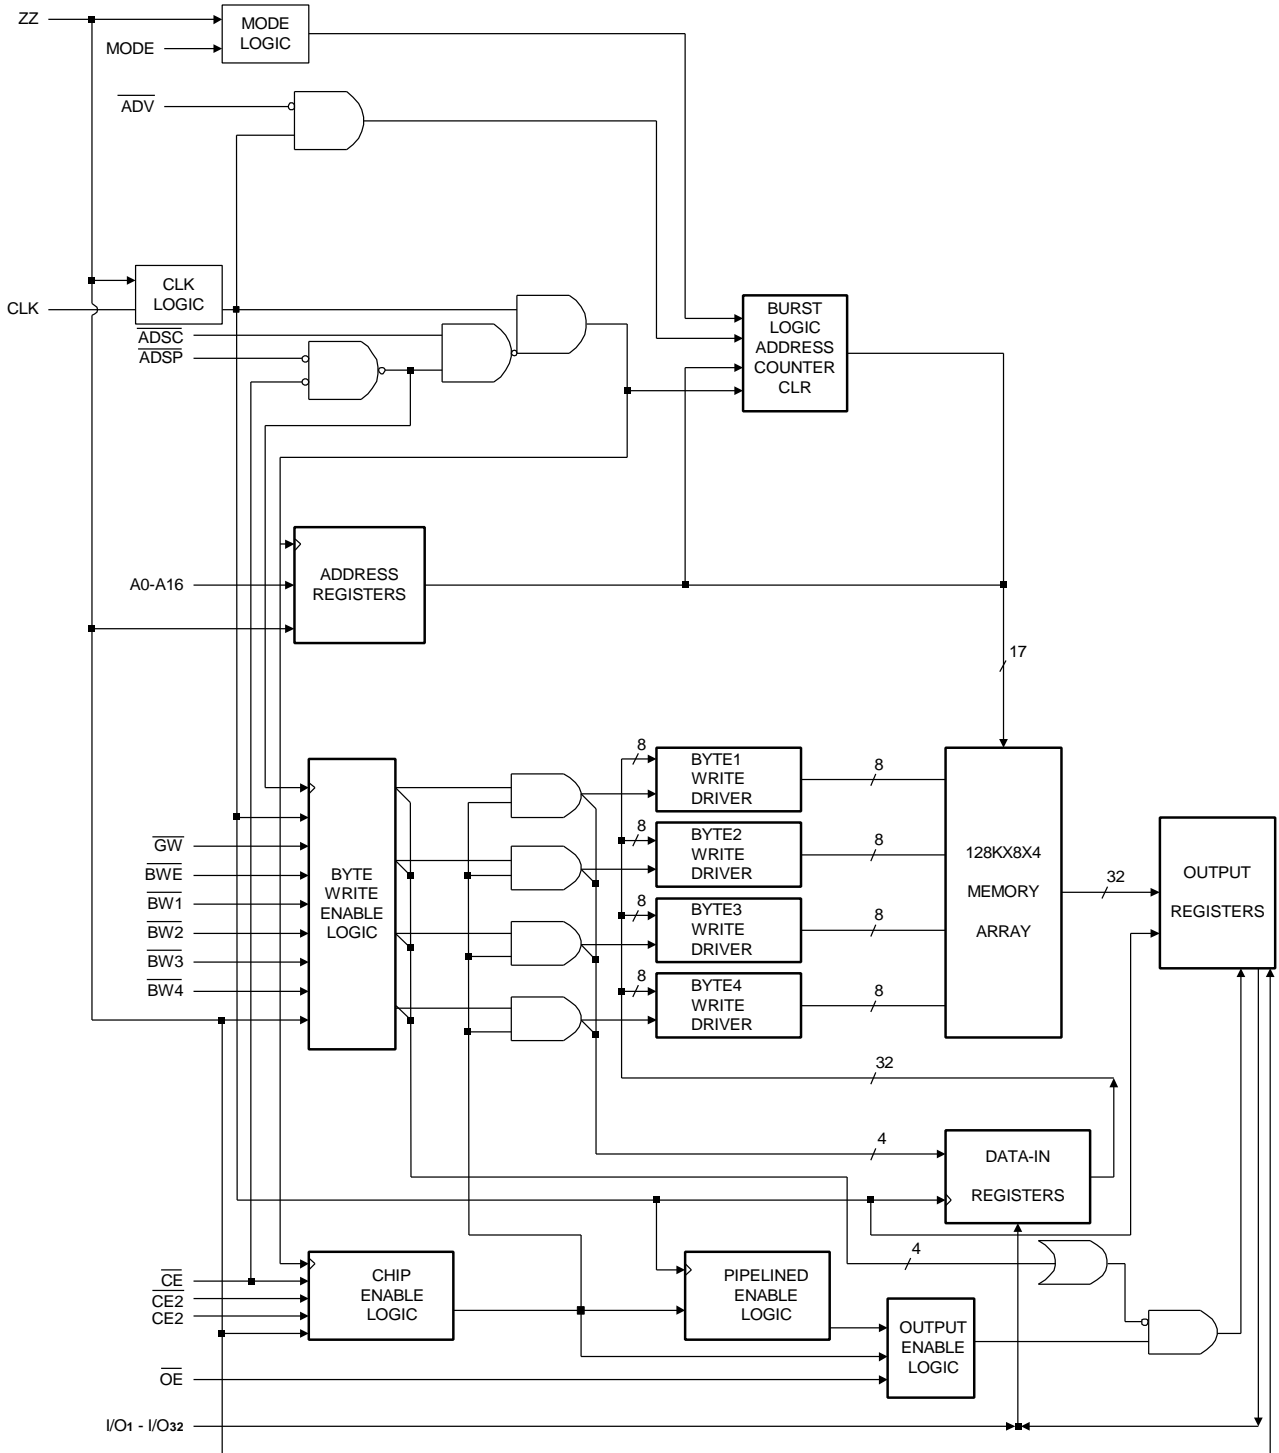 ZZ
MODE
LOGIC
MODE
ADV
CLK
LOGIC
CLK
ADSC
ADSP
BURST
LOGIC
ADDRESS
COUNTER
CLR
A0-A16
ADDRESS
REGISTERS
17
8
BYTE1
WRITE
DRIVER
8
8
BYTE2
WRITE
DRIVER
8
8
BYTE3
WRITE
DRIVER
8
8
BYTE4
WRITE
DRIVER
8
GW
BWE
BW1
BW2
BW3
BW4
BYTE
WRITE
ENABLE
LOGIC
128KX8X4
MEMORY
ARRAY
32
OUTPUT
REGISTERS
32
4
DATA-IN
REGISTERS
4
CE
CE2
CE2
CHIP
ENABLE
LOGIC
PIPELINED
ENABLE
LOGIC
OUTPUT
ENABLE
LOGIC
OE
I/O1 - I/O32